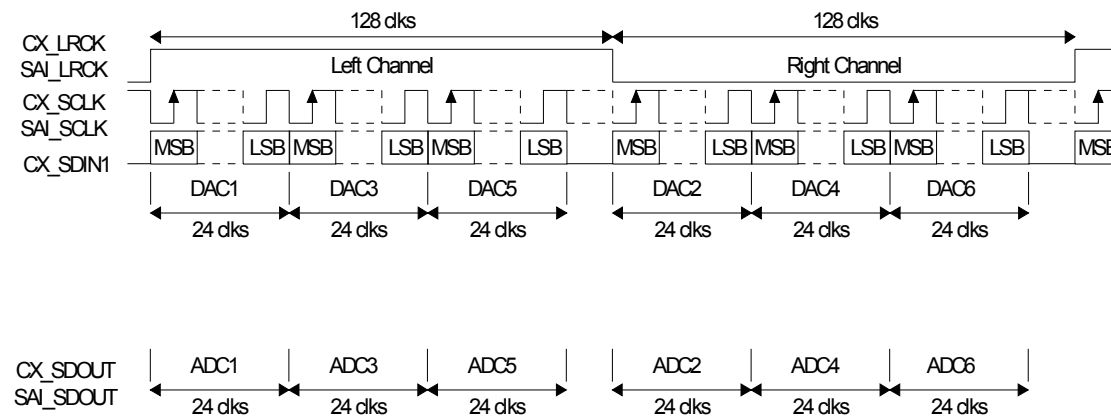 128 clks 128 clks
CX_LRCK
SAI_LRCK
Left Channel Right Channel
CX_SCLK
SAI_SCLK
CX_SDIN1
MSB LSB MSB LSB MSB LSB MSB LSB MSB LSB MSB LSB MSB
DAC1 DAC3 DAC5 DAC2 DAC4 DAC6
24 clks 24 clks 24 clks 24 clks 24 clks 24 clks
CX_SDOUT
SAI_SDOUT
ADC1 ADC3 ADC5 ADC2 ADC4 ADC6
24 clks 24 clks 24 clks 24 clks 24 clks 24 clks